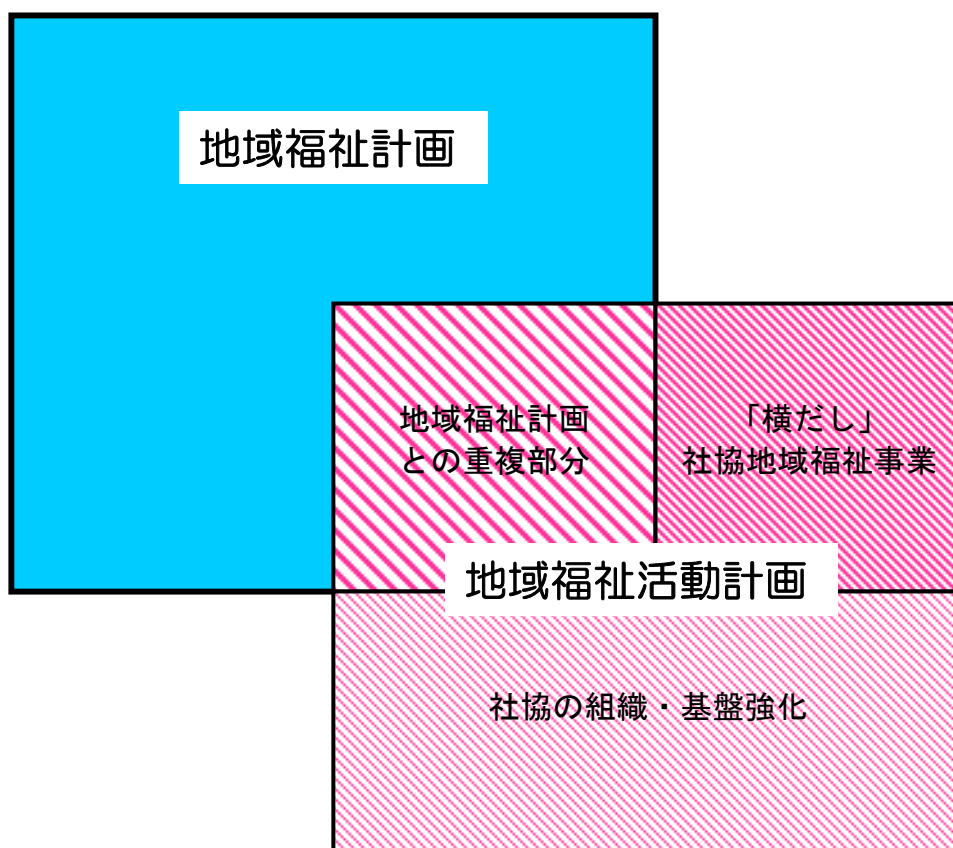 地域福祉計画
地域福祉計画
との重複部分
「横だし」
社協地域福祉事業
地域福祉活動計画
社協の組織・基盤強化